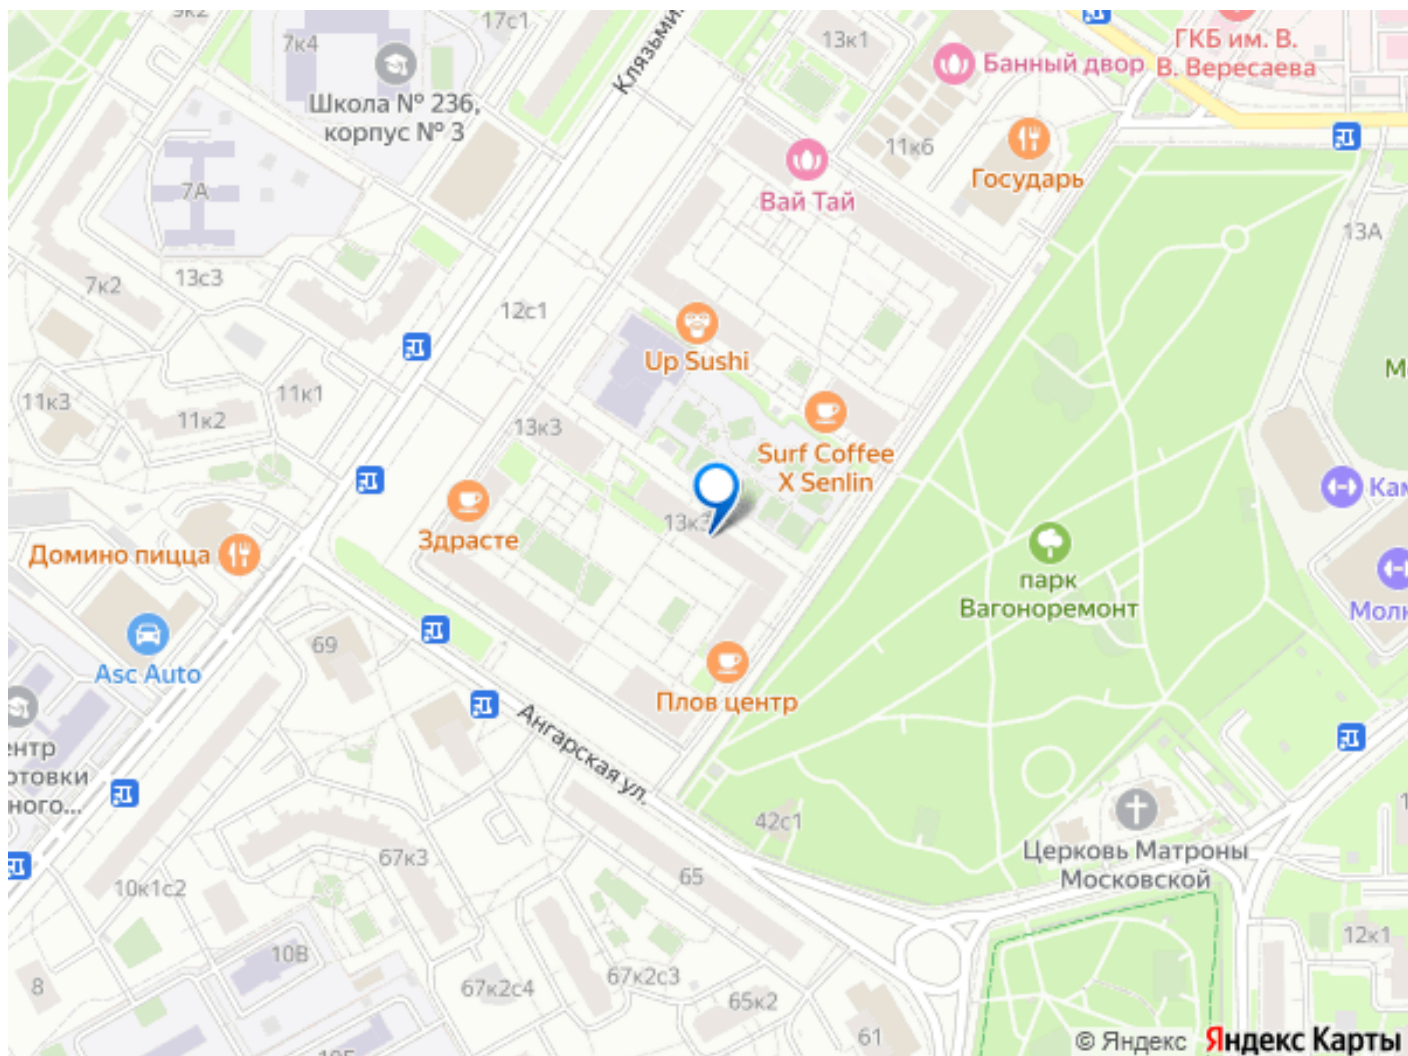 17с1
7к4
Школа № 236,
корпус № 3
Клязьми
13к1
Банный двор
ГКБ им. В.
В. Вересаева
11к6
Государь
Вай Тай
7А
13А
7к2
13с3
12с1
Up Sushi
11к3
11к2
11к1
13к3
Surf Coffee
X Senlin
Здрасте
13к3
Домино пицца
парк
Вагоноремонт
Asc Auto
69
Плов центр
Ангарская ул.
42с1
Церковь Матроны
Московской
67к3
65
10к1с2
10В
12к1
8
67к2с4
67к2с3
65к2
61
© Яндекс
Яндекс Карты